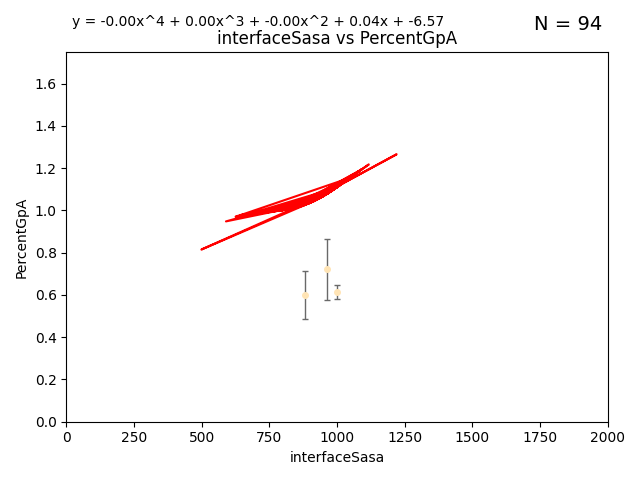 y = -0.00x^4 + 0.00x^3 + -0.00x^2 + 0.04x + -6.57
N = 94
interfaceSasa vs PercentGpA
1.6
1.4
1.2
1.0
0.8
0.6
0.4
0.2
0.0
PercentGpA
0 250 500 750 1000 1250 1500 1750 2000
interfaceSasa